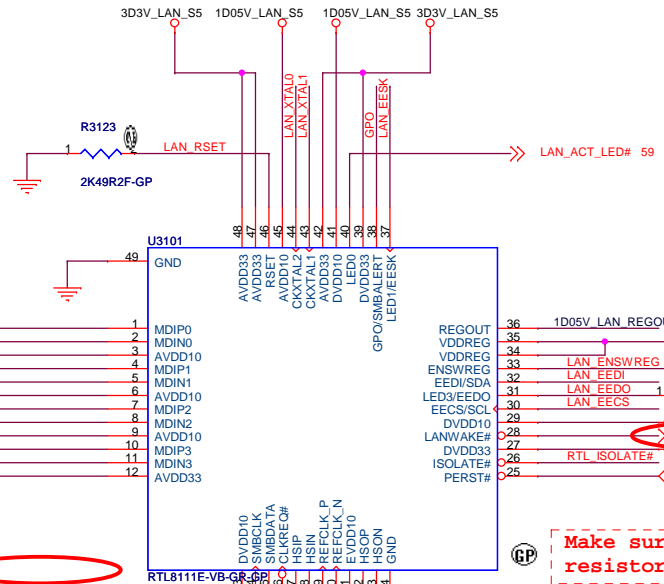 3D3V_LAN_S5
1D05V_LAN_S5
1D05V_LAN_S5
3D3V_LAN_S5
LAN_XTAL0
LAN_XTAL1
GPO
LAN_EESK
R3123
1
LAN_RSET
2K49R2F-GP
LAN_ACT_LED# 59
U3101
48
47
46
45
44
43
42
41
40
39
38
37
AVDD33
AVDD33
RSET
AVDD10
CKXTAL2
CKXTAL1
AVDD33
DVDD10
LED0
DVDD33
GPO/SMBALERT
LED1/EESK
49 GND
1 MDIP0
2 MDIN0
3 AVDD10
4 MDIP1
5 MDIN1
6 AVDD10
7 MDIP2
8 MDIN2
9 AVDD10
10 MDIP3
11 MDIN3
12 AVDD33
REGOUT 36 1D05V_LAN_REGOU
VDDREG 35
VDDREG 34
ENSWREG 33 LAN_ENSWREG
EEDI/SDA 32 LAN_EEDI
LED3/EEDO 31 LAN_EEDO 1
EECS/SCL 30 LAN_EECS
DVDD10 29
LANWAKE# 28
DVDD33 27
ISOLATE# 26 RTL_ISOLATE#
PERST# 25
DVDD10
SMBCLK
SMBDATA
CLKREQ#
HSIP
HSIN
REFCLK_P
REFCLK_N
EVDD10
HSOP
HSON
GND
RTL8111E-VB-GR-GP
GP
Make sur
resistor